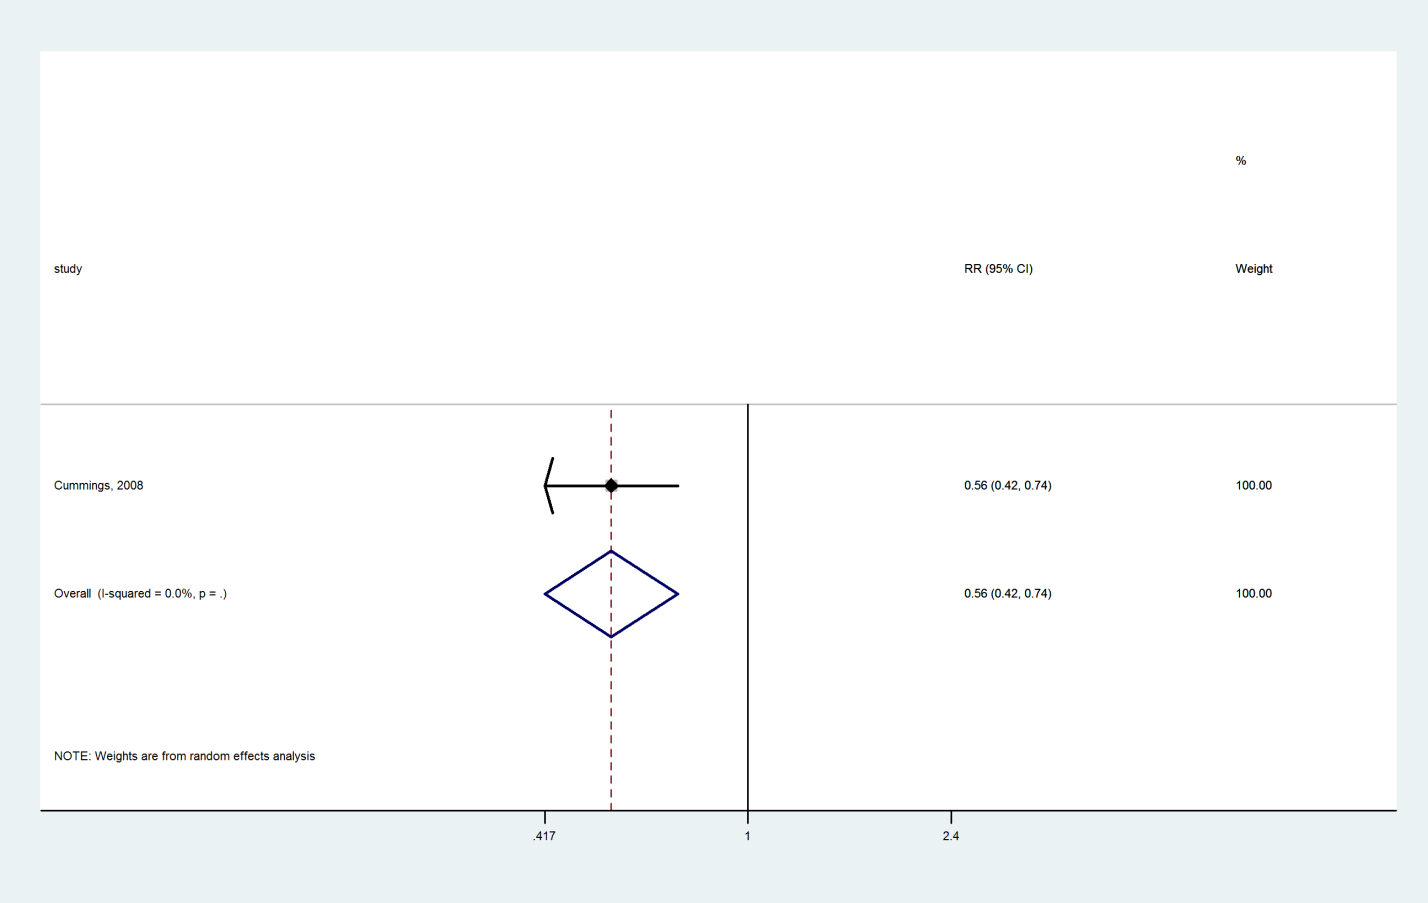 %
study RR (95% CI) Weight
Cummings, 2008 0.56 (0.42, 0.74) 100.00
Overall (I-squared = 0.0%, p = .) 0.56 (0.42, 0.74) 100.00
NOTE: Weights are from random effects analysis
.417 1 2.4